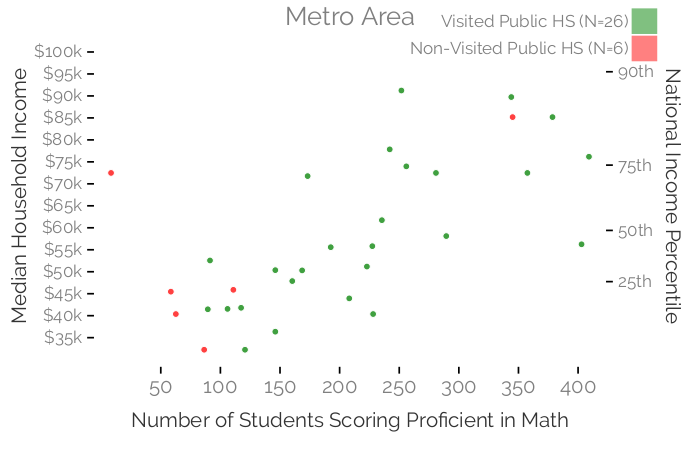 Metro Area
Visited Public HS (N=26)
Non-Visited Public HS (N=6)
$100k
$95k
$90k
$85k
$80k
$75k
$70k
$65k
$60k
$55k
$50k
$45k
$40k
$35k
Median Household Income
90th
75th
50th
25th
National Income Percentile
50 100 150 200 250 300 350 400
Number of Students Scoring Proficient in Math